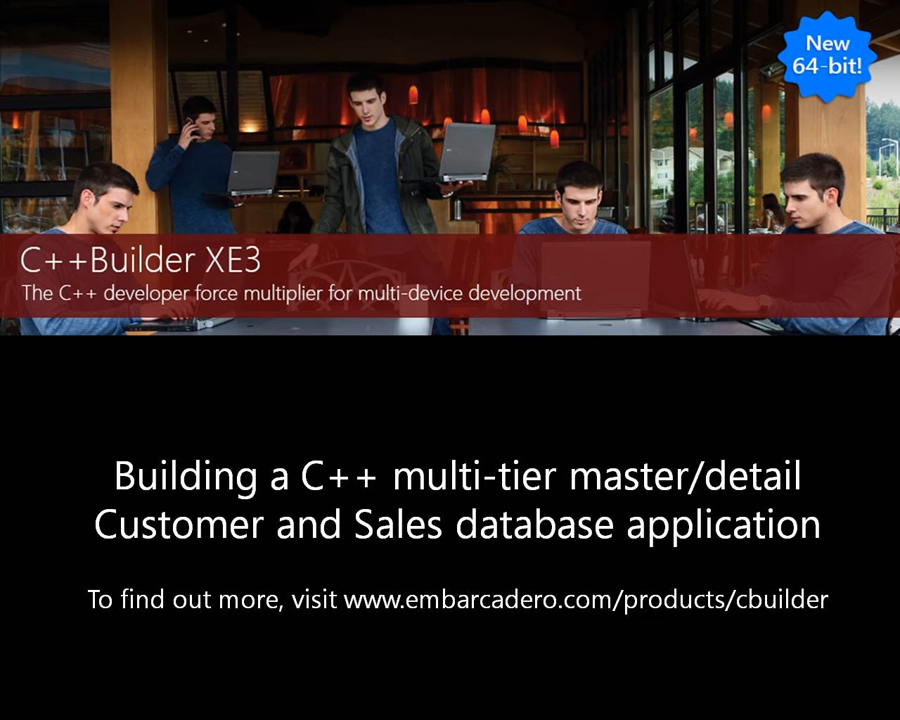 New
64-bit!
C++Builder XE3
The C++ developer force multiplier for multi-device development
Building a C++ multi-tier master/detail
Customer and Sales database application
To find out more, visit www.embarcadero.com/products/cbuilder